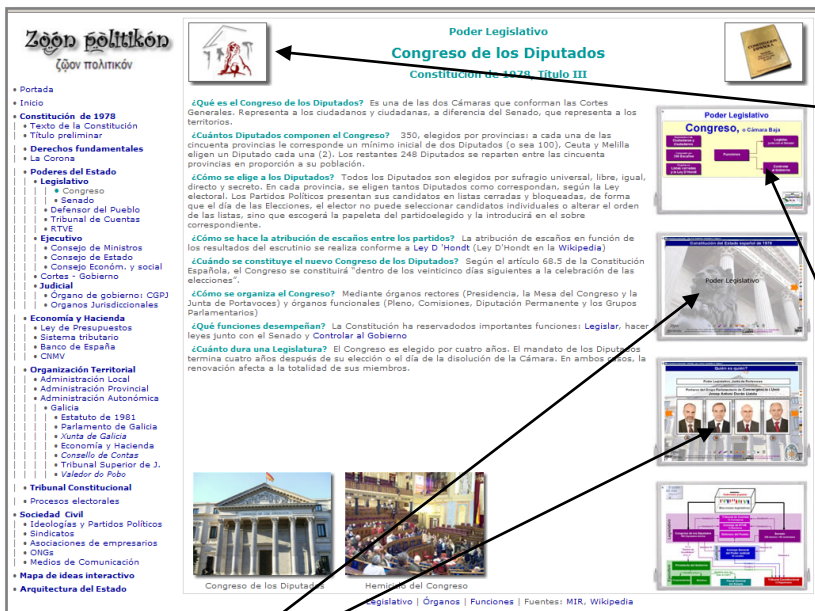 Zôon politikón
ζῷον πολιτικόν
• Portada
• Inicio
• Constitución de 1978
• Texto de la Constitución
• Título preliminar
• Derechos fundamentales
• La Corona
• Poderes del Estado
• Legislativo
• Congreso
• Senado
• Defensor del Pueblo
• Tribunal de Cuentas
• RTVE
• Ejecutivo
• Consejo de Ministros
• Consejo de Estado
• Consejo Económ. y social
• Cortes - Gobierno
• Judicial
• Órgano de gobierno: CGPJ
• Organos Jurisdiccionales
• Economía y Hacienda
• Ley de Presupuestos
• Sistema tributario
• Banco de España
• CNMV
• Organización Territorial
• Administración Local
• Administración Provincial
• Administración Autonómica
• Galicia
• Estatuto de 1981
• Parlamento de Galicia
• Xunta de Galicia
• Economía y Hacienda
• Consello de Contas
• Tribunal Superior de J.
• Valedor do Pobo
• Tribunal Constitucional
• Procesos electorales
• Sociedad Civil
• Ideologías y Partidos Políticos
• Sindicatos
• Asociaciones de empresarios
• ONGs
• Medios de Comunicación
• Mapa de ideas interactivo
• Arquitectura del Estado
Poder Legislativo
Congreso de los Diputados
Constitución de 1978, Título III
¿Qué es el Congreso de los Diputados? Es una de las dos Cámaras que conforman las Cortes
Generales. Representa a los ciudadanos y ciudadanas, a diferencia del Senado, que representa a los
territorios.
¿Cuántos Diputados componen el Congreso? 350, elegidos por provincias: a cada una de las
cincuenta provincias le corresponde un mínimo inicial de dos Diputados (o sea 100), Ceuta y Melilla
eligen un Diputado cada una (2). Los restantes 248 Diputados se reparten entre las cincuenta
provincias en proporción a su población.
¿Cómo se elige a los Diputados? Todos los Diputados son elegidos por sufragio universal, libre, igual,
directo y secreto. En cada provincia, se eligen tantos Diputados como correspondan, según la Ley
electoral. Los Partidos Políticos presentan sus candidatos en listas cerradas y bloqueadas, de forma
que el día de las Elecciones, el elector no puede seleccionar candidatos individuales o alterar el orden
de las listas, sino que escogerá la papeleta del partidoelegido y la introducirá en el sobre
correspondiente.
¿Cómo se hace la atribución de escaños entre los partidos? La atribución de escaños en función de
los resultados del escrutinio se realiza conforme a Ley D 'Hondt (Ley D'Hondt en la Wikipedia)
¿Cuándo se constituye el nuevo Congreso de los Diputados? Según el artículo 68.5 de la Constitución
Española, el Congreso se constituirá "dentro de los veinticinco días siguientes a la celebración de las
elecciones".
¿Cómo se organiza el Congreso? Mediante órganos rectores (Presidencia, la Mesa del Congreso y la
Junta de Portavoces) y órganos funcionales (Pleno, Comisiones, Diputación Permanente y los Grupos
Parlamentarios)
¿Qué funciones desempeñan? La Constitución ha reservadodos importantes funciones: Legislar, hacer
leyes junto con el Senado y Controlar al Gobierno
¿Cuánto dura una Legislatura? El Congreso es elegido por cuatro años. El mandato de los Diputados
termina cuatro años después de su elección o el día de la disolución de la Cámara. En ambos casos, la
renovación afecta a la totalidad de sus miembros.
Congreso de los Diputados
Hemiciclo del Congreso
Legislativo | Órganos | Funciones | Fuentes: MIR, Wikipedia
Poder Legislativo
Congreso, o Cámara Baja
Funciones
Constitución del Estado español de 1978
Poder Legislativo
Quién es quién?